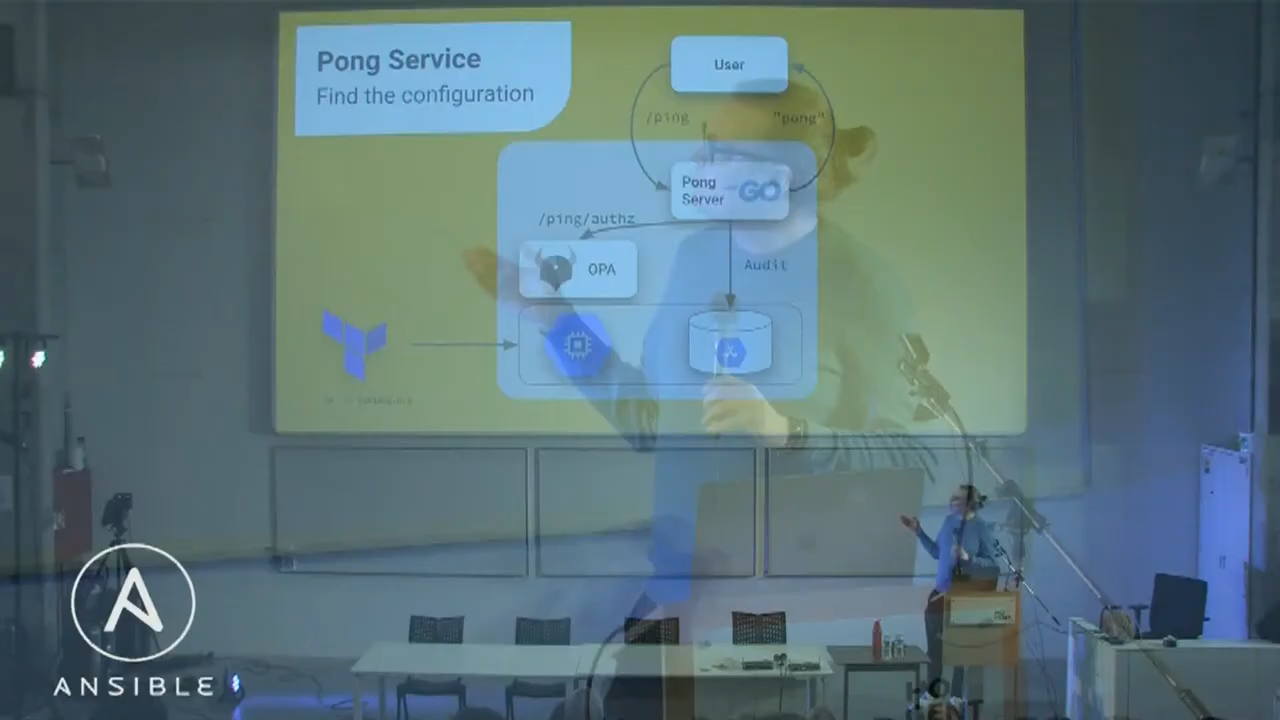 Pong Service
Find the configuration
User
/ping
"pong"
Pong
Server
GO
/ping/authz
OPA
Audit
ANSIBLE